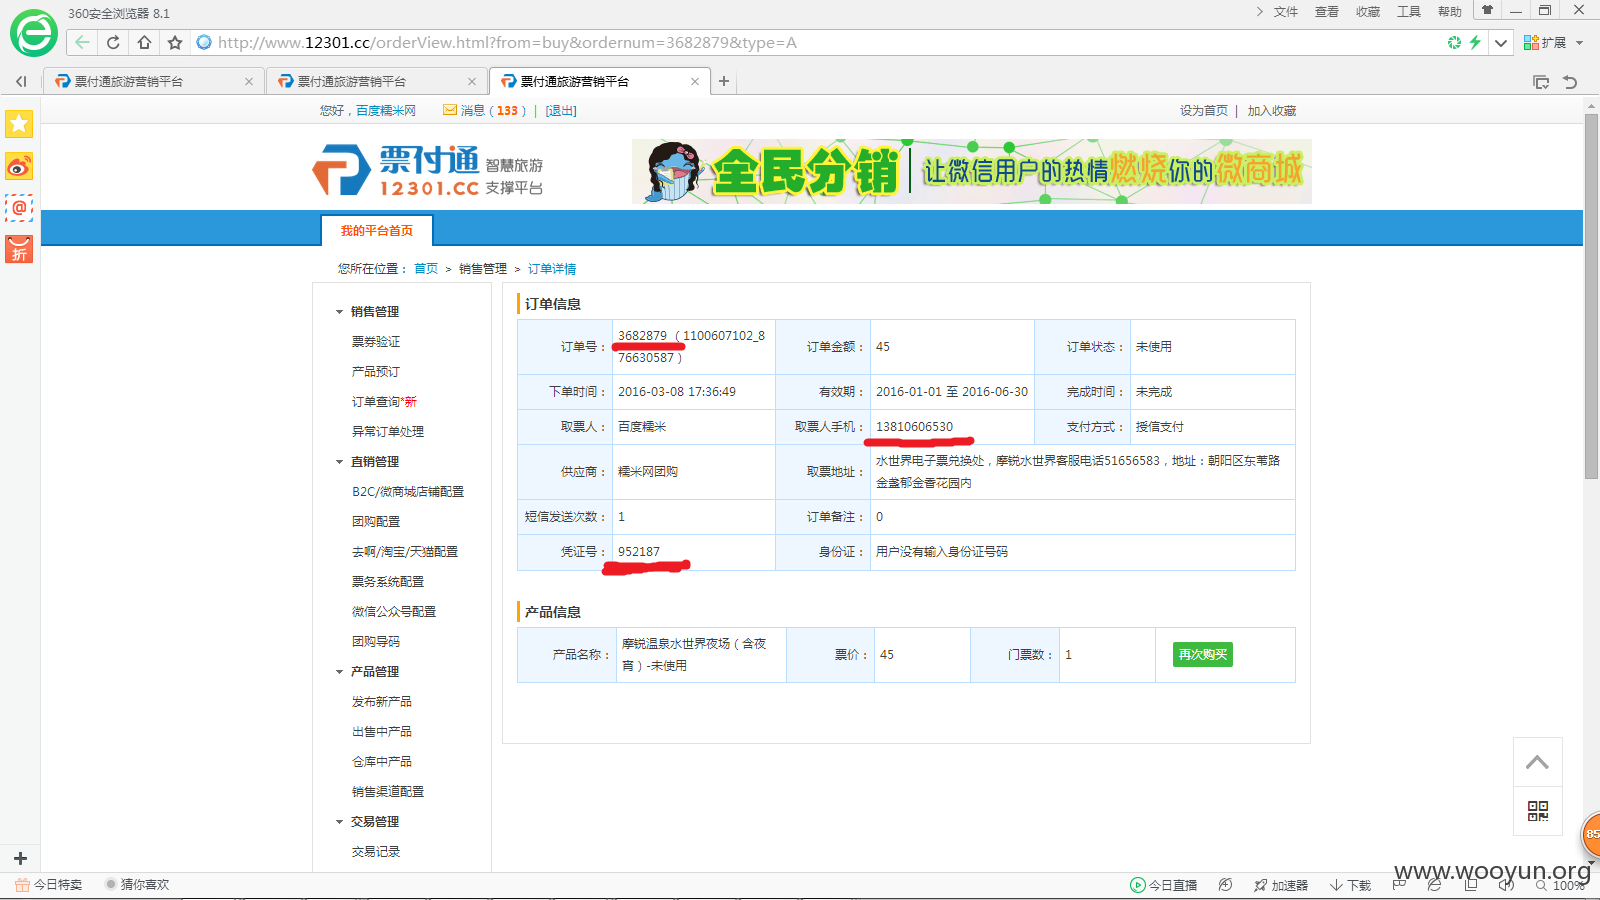 360安全浏览器 8.1
文件 查看 收藏 工具 帮助
http://www.12301.cc/orderView.html?from=buy&ordernum=3682879&type=A
扩展
票付通旅游营销平台
票付通旅游营销平台
票付通旅游营销平台
您好，百度糯米网 消息（133） | [退出]
设为首页 | 加入收藏
票付通 智慧旅游
12301.CC 支撑平台
全民分销 让微信用户的热情燃烧你的微商城
@
折
我的平台首页
您所在位置： 首页 > 销售管理 > 订单详情
销售管理
票券验证
产品预订
订单查询*新
异常订单处理
直销管理
B2C/微商城店铺配置
团购配置
去啊/淘宝/天猫配置
票务系统配置
微信公众号配置
团购导码
产品管理
发布新产品
出售中产品
仓库中产品
销售渠道配置
交易管理
交易记录
订单信息
订单号： 3682879（1100607102_8
76630587）
订单金额： 45
订单状态： 未使用
下单时间： 2016-03-08 17:36:49
有效期： 2016-01-01 至 2016-06-30
完成时间： 未完成
取票人： 百度糯米
取票人手机： 13810606530
支付方式： 授信支付
供应商： 糯米网团购
取票地址： 水世界电子票兑换处，摩锐水世界客服电话51656583，地址：朝阳区东苇路
金盏郁金香花园内
短信发送次数： 1
订单备注： 0
凭证号： 952187
身份证： 用户没有输入身份证号码
产品信息
产品名称： 摩锐温泉水世界夜场（含夜
宵）-未使用
票价： 45
门票数： 1
再次购买
85
www.wooyun.org
今日特卖 猜你喜欢
今日直播 加速器 下载 100%